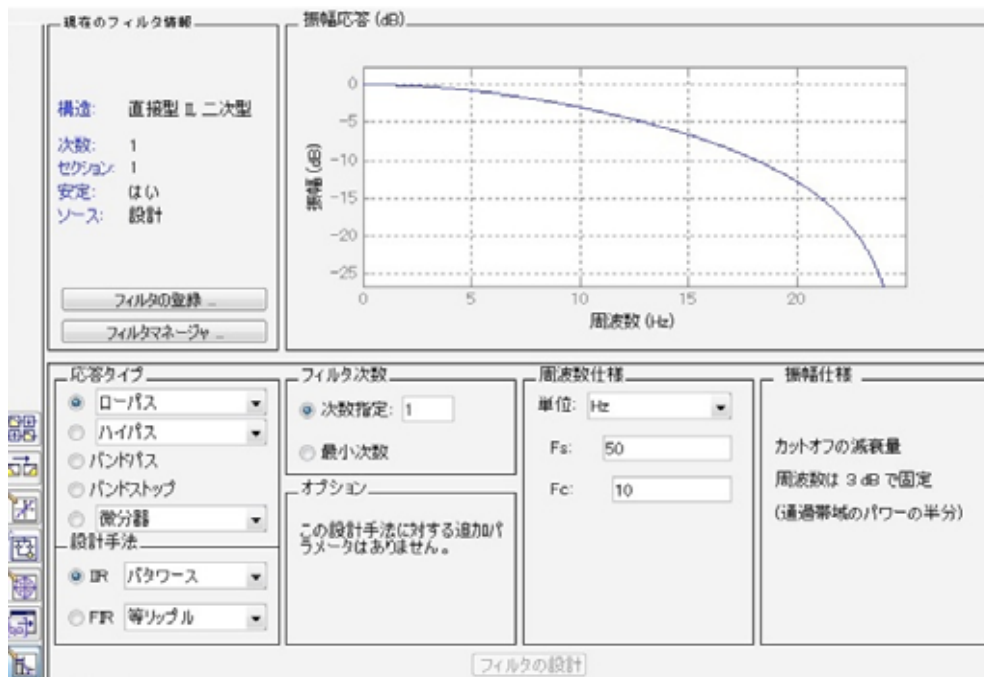 現在のフィルタ情報
構造: 直接型 II, 二次型
次数: 1
セクション: 1
安定: はい
ソース: 設計
フィルタの登録 ...
フィルタマネージャ ...
振幅応答 (dB)
0
-5
-10
-15
-20
-25
振幅 (dB)
0 5 10 15 20
周波数 (Hz)
応答タイプ
ローパス
ハイパス
バンドパス
バンドストップ
微分器
設計手法
IIR バタワース
FIR 等リップル
フィルタ次数
次数指定: 1
最小次数
オプション
この設計手法に対する追加パ
ラメータはありません。
周波数仕様
単位: Hz
Fs: 50
Fc: 10
振幅仕様
カットオフの減衰量
周波数は 3 dB で固定
(通過帯域のパワーの半分)
フィルタの設計